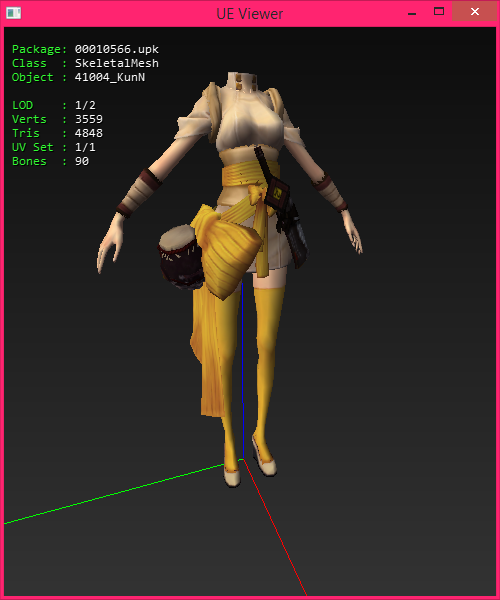 UE Viewer
Package: 00010566.upk
Class  : SkeletalMesh
Object : 41004_KunN
LOD    : 1/2
Verts  : 3559
Tris   : 4848
UV Set : 1/1
Bones  : 90